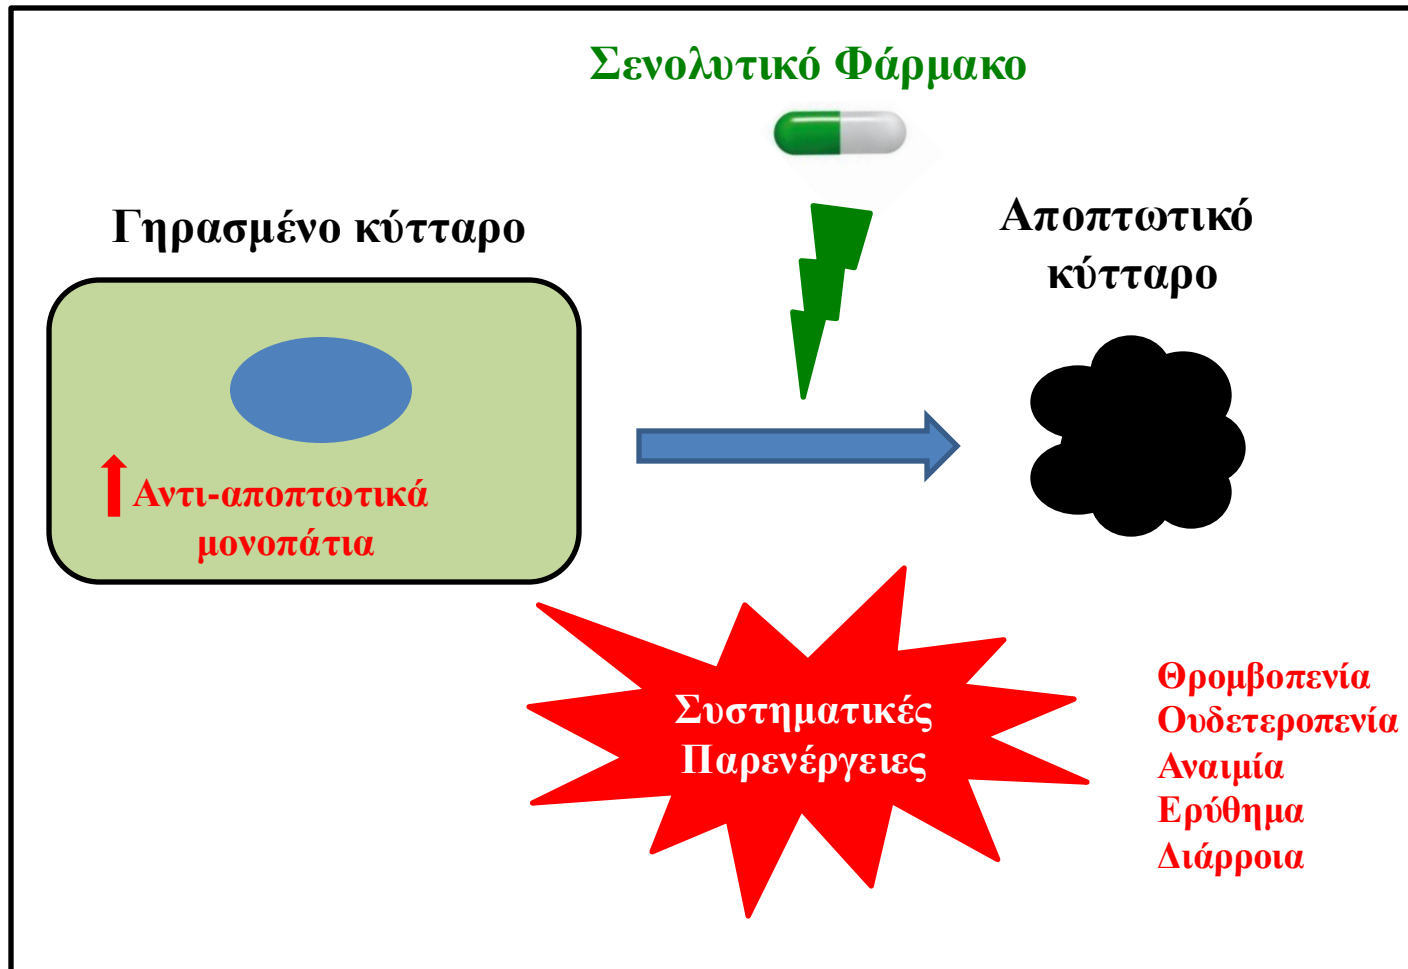 Σενολυτικό Φάρμακο
Γηρασμένο κύτταρο
Αποπτωτικό
κύτταρο
Αντι-αποπτωτικά
μονοπάτια
Συστηματικές
Παρενέργειες
Θρομβοπενία
Ουδετεροπενία
Αναιμία
Ερύθημα
Διάρροια